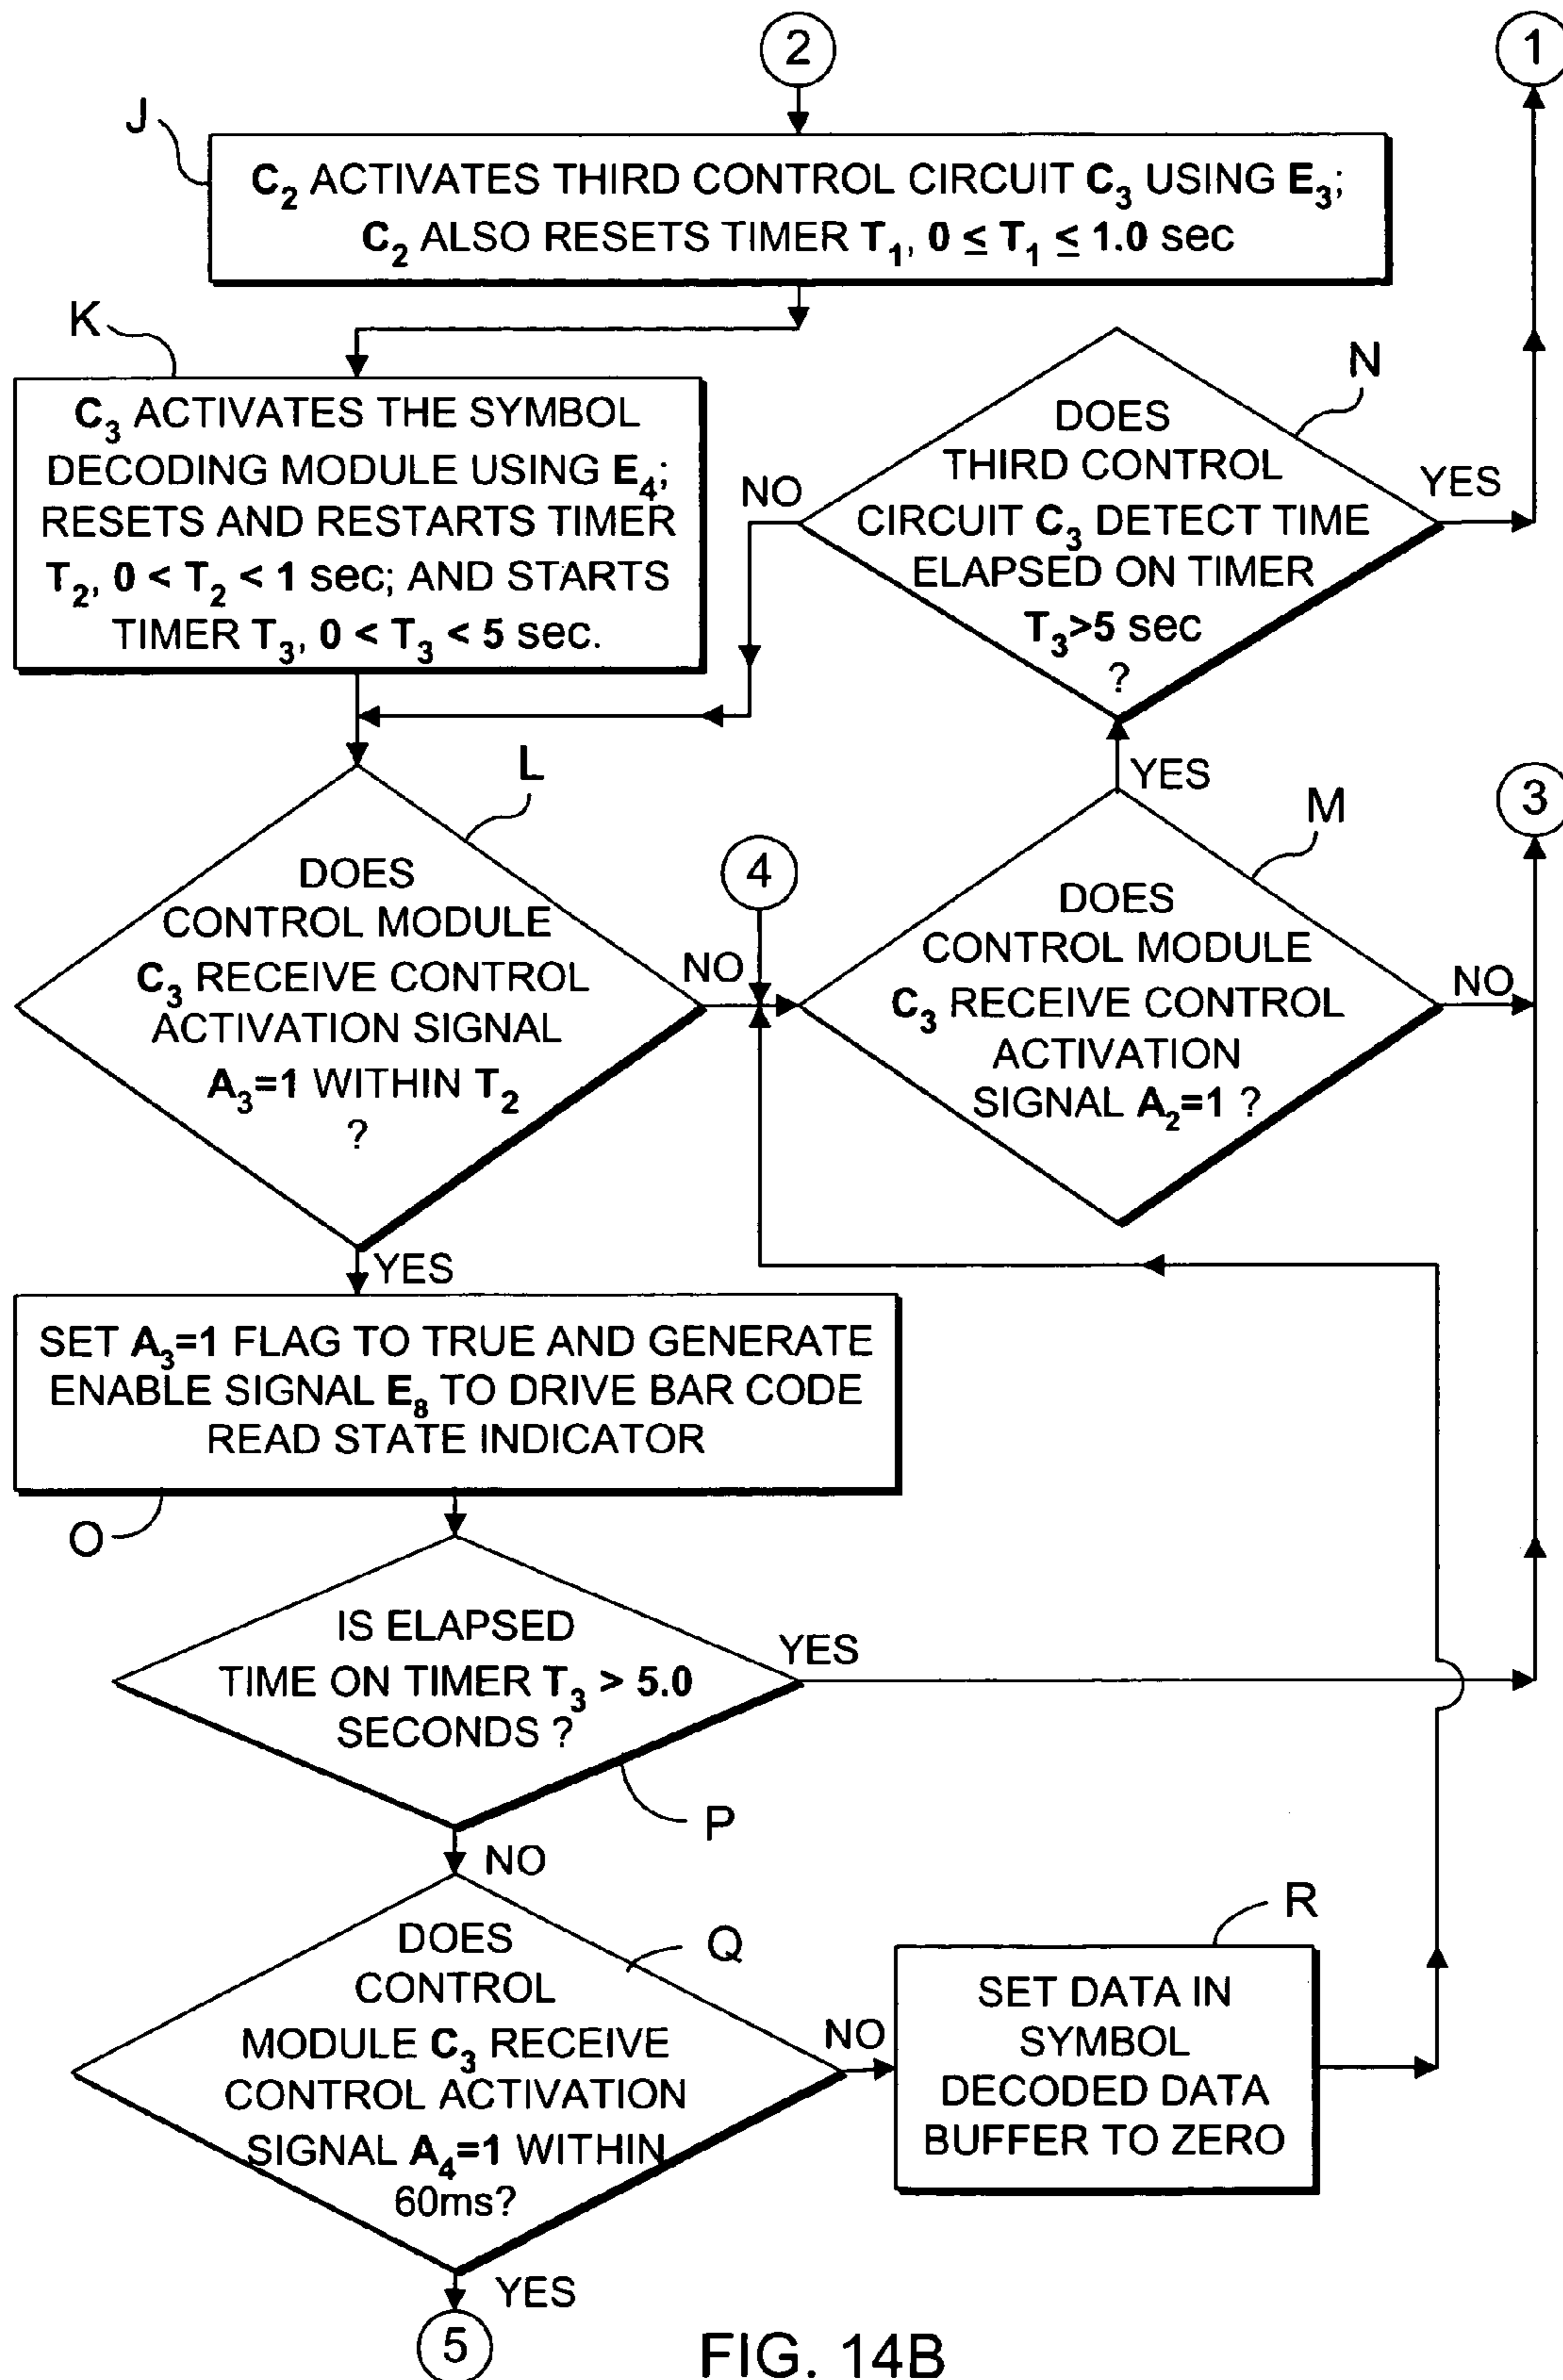 2
1
J
C₂ ACTIVATES THIRD CONTROL CIRCUIT C₃ USING E₃;
C₂ ALSO RESETS TIMER T₁, 0 ≤ T₁ ≤ 1.0 sec
K
C₃ ACTIVATES THE SYMBOL
DECODING MODULE USING E₄;
RESETS AND RESTARTS TIMER
T₂, 0 < T₂ < 1 sec; AND STARTS
TIMER T₃, 0 < T₃ < 5 sec.
N
DOES
THIRD CONTROL
CIRCUIT C₃ DETECT TIME
ELAPSED ON TIMER
T₃>5 sec
?
NO
YES
L
DOES
CONTROL MODULE
C₃ RECEIVE CONTROL
ACTIVATION SIGNAL
A₃=1 WITHIN T₂
?
NO
4
YES
M
3
DOES
CONTROL MODULE
C₃ RECEIVE CONTROL
ACTIVATION
SIGNAL A₂=1 ?
NO
YES
SET A₃=1 FLAG TO TRUE AND GENERATE
ENABLE SIGNAL E₈ TO DRIVE BAR CODE
READ STATE INDICATOR
O
IS ELAPSED
TIME ON TIMER T₃ > 5.0
SECONDS ?
YES
P
NO
DOES
CONTROL
MODULE C₃ RECEIVE
CONTROL ACTIVATION
SIGNAL A₄=1 WITHIN
60ms?
Q
NO
R
SET DATA IN
SYMBOL
DECODED DATA
BUFFER TO ZERO
YES
5
FIG. 14B